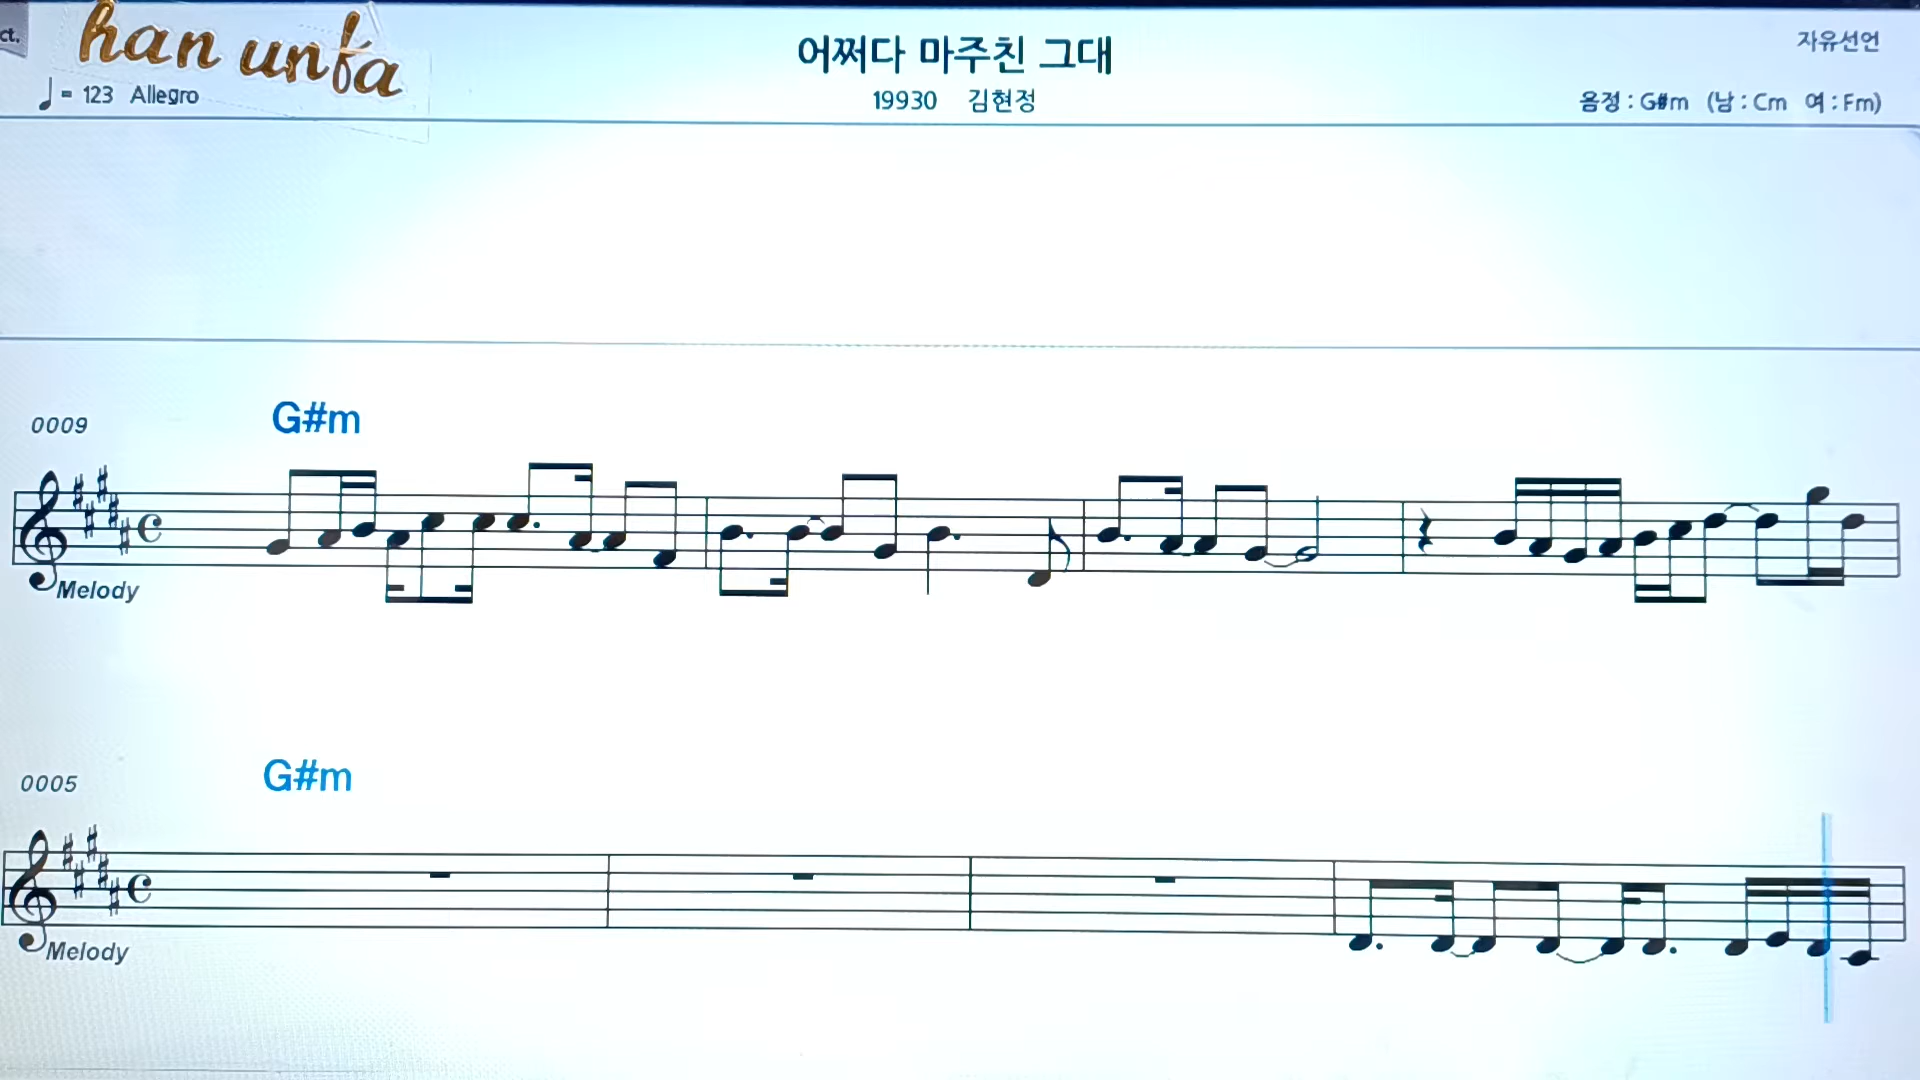 ct.
han unfa
♩ = 123 Allegro
어쩌다 마주친 그대
19930 김현정
자유선언
음정 : G#m (남 : Cm 여 : Fm)
0009
G#m
Melody
0005
G#m
Melody